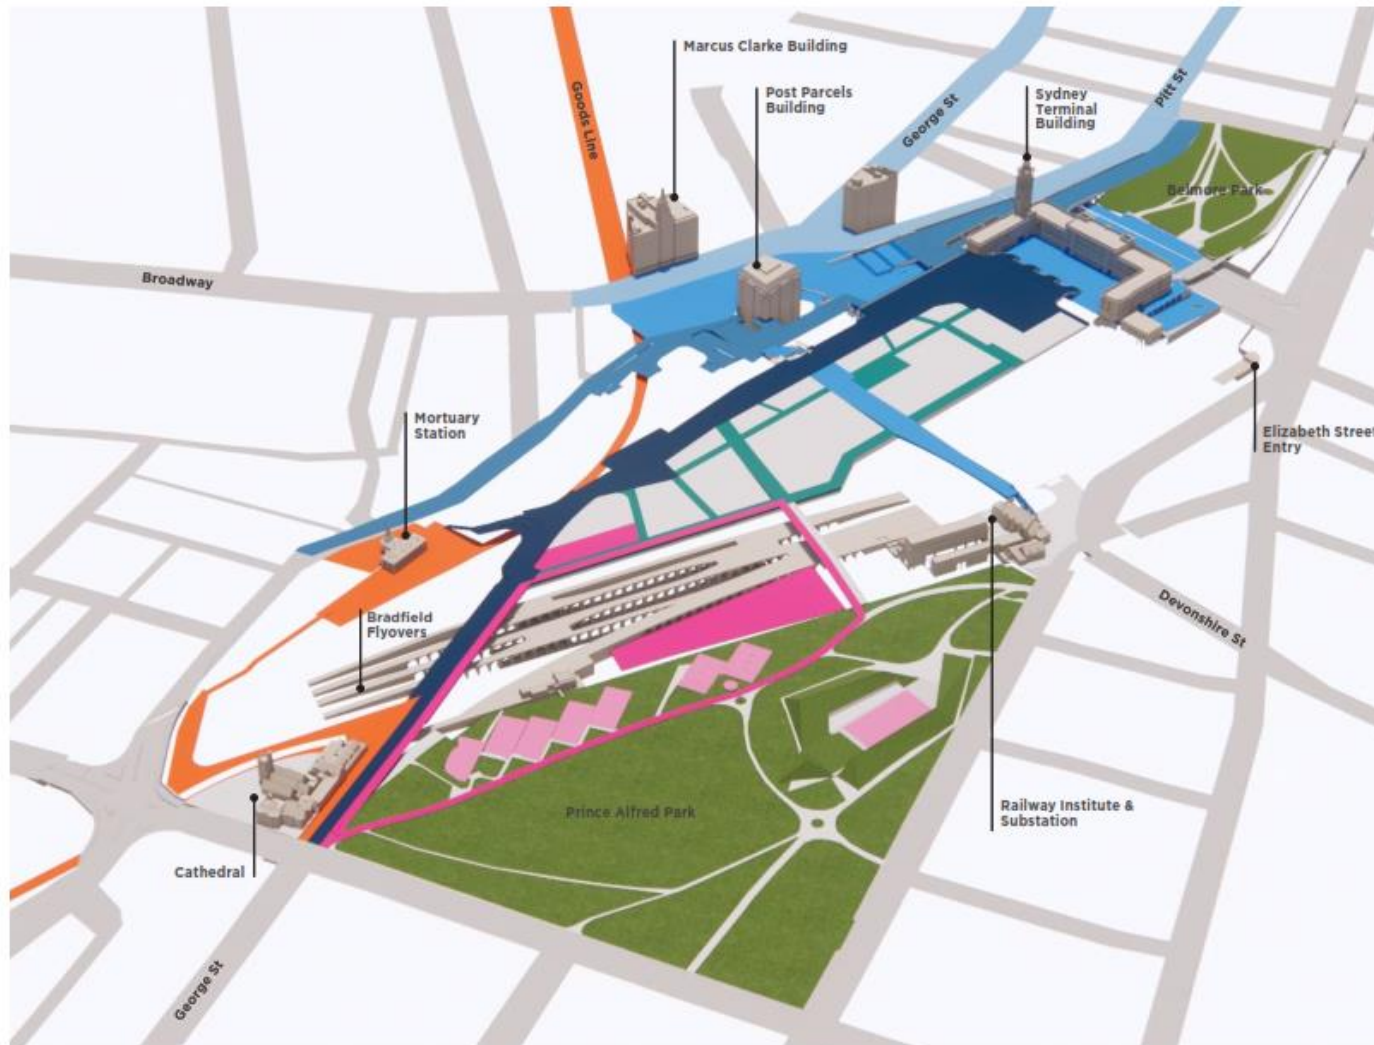 Marcus Clarke Building
Goods Line
Post Parcels
Building
George St
Sydney
Terminal
Building
Pitt St
Belmore Park
Broadway
Mortuary
Station
Elizabeth Street
Entry
Bradfield
Flyovers
Devonshire St
Prince Alfred Park
Railway Institute &
Substation
Cathedral
George St